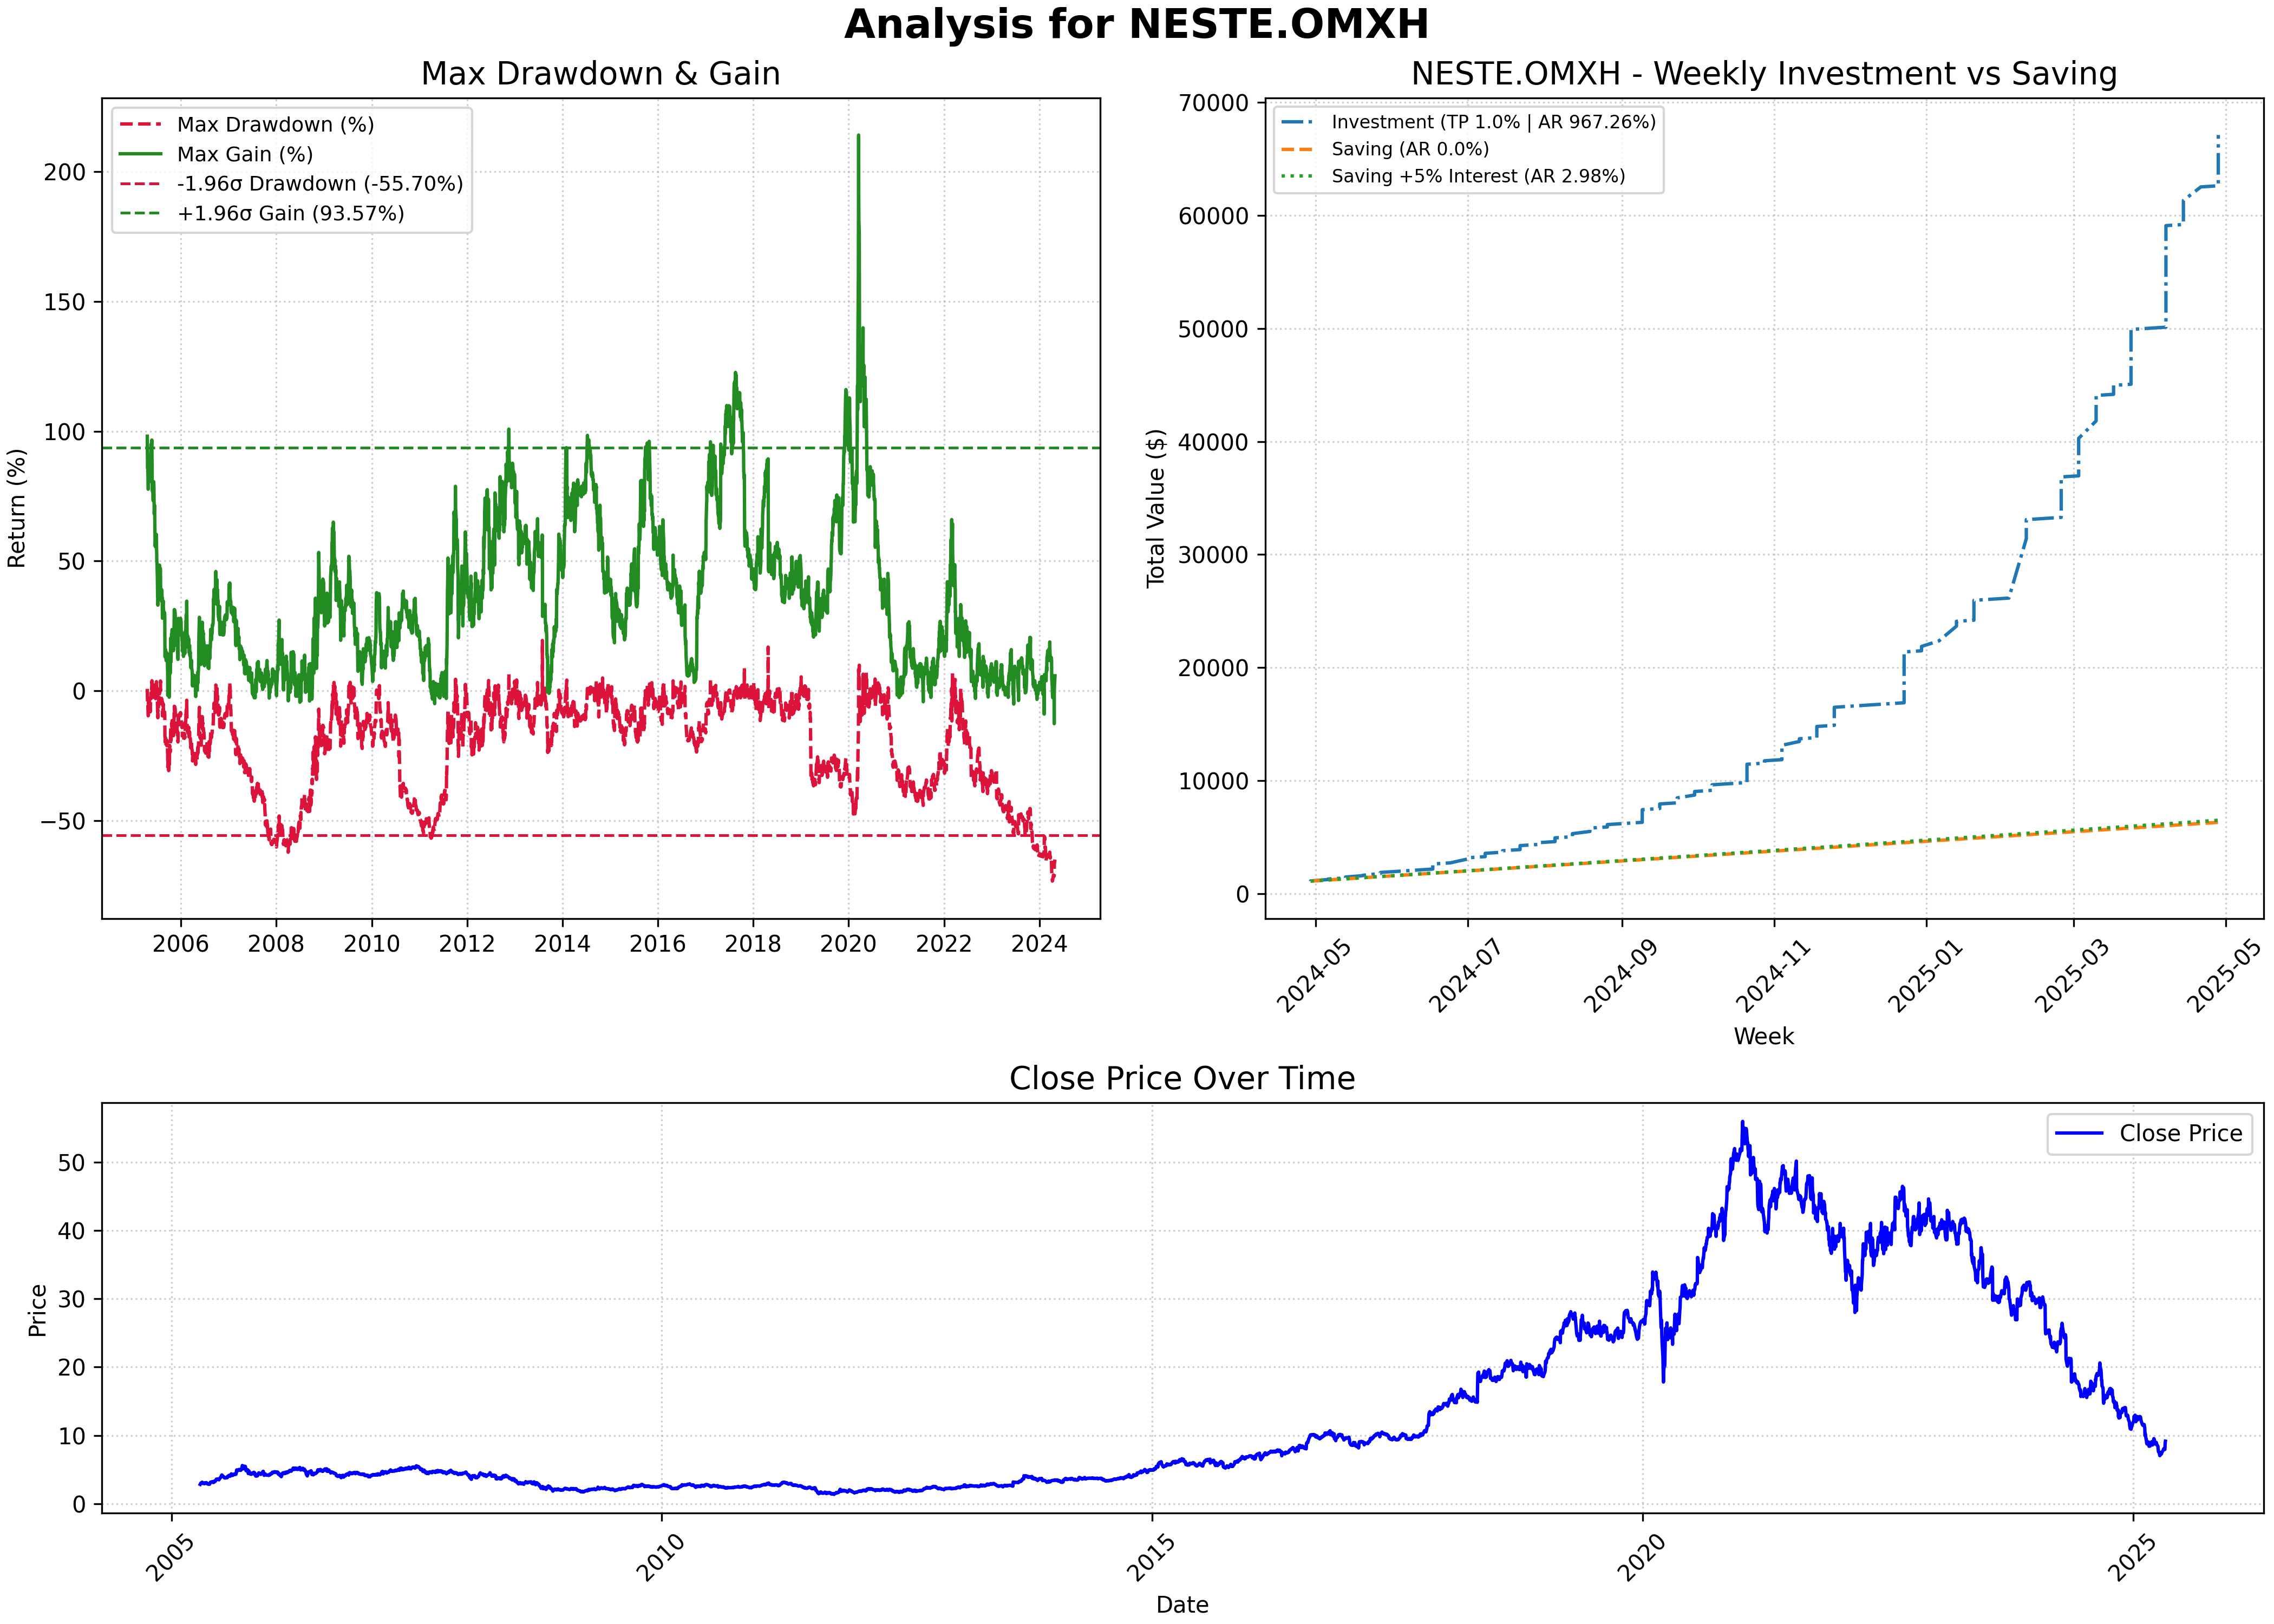 Analysis for NESTE.OMXH
Max Drawdown & Gain
Return (%)
200
150
100
50
0
−50
Max Drawdown (%)
Max Gain (%)
-1.96σ Drawdown (-55.70%)
+1.96σ Gain (93.57%)
2006 2008 2010 2012 2014 2016 2018 2020 2022 2024
NESTE.OMXH - Weekly Investment vs Saving
Total Value ($)
70000
60000
50000
40000
30000
20000
10000
0
Investment (TP 1.0% | AR 967.26%)
Saving (AR 0.0%)
Saving +5% Interest (AR 2.98%)
2024-05 2024-07 2024-09 2024-11 2025-01 2025-03 2025-05
Week
Close Price Over Time
Price
50
40
30
20
10
0
Close Price
2005 2010 2015 2020 2025
Date